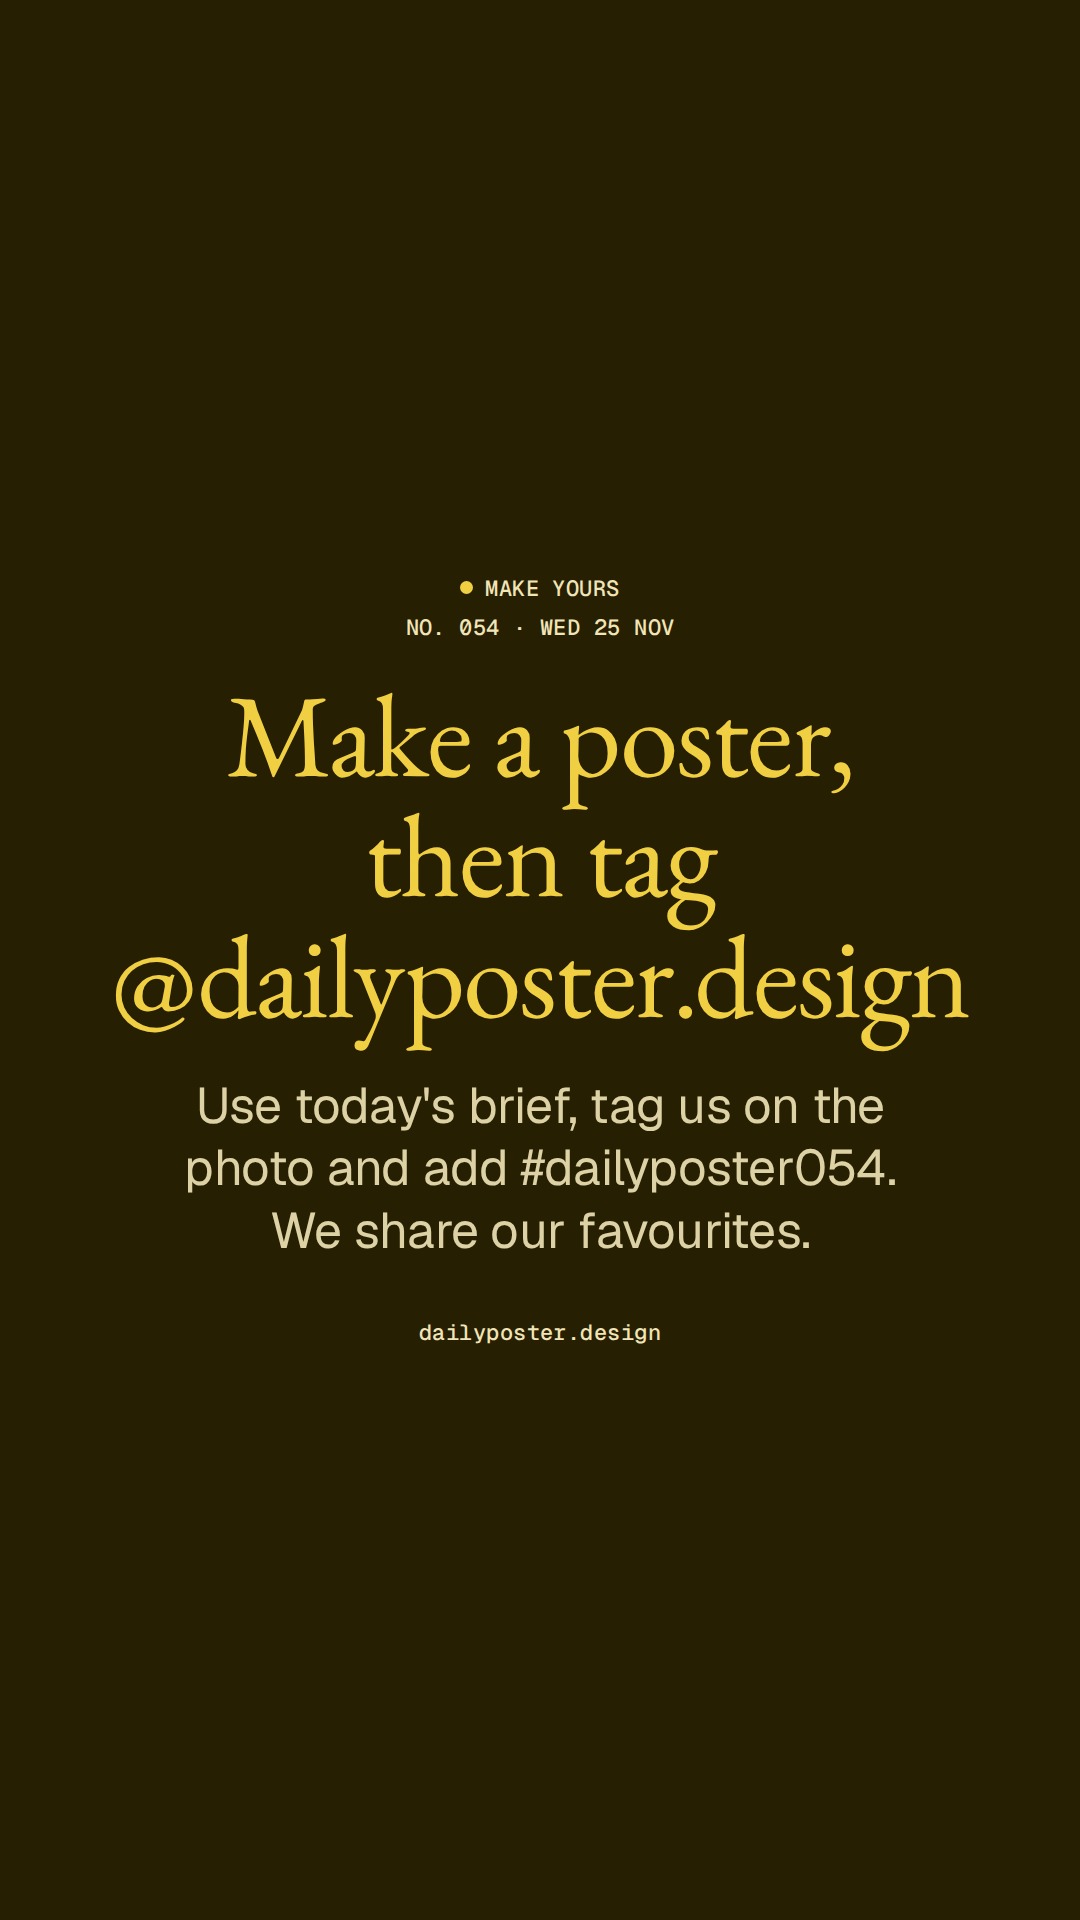 MAKE YOURS
NO. 054 · WED 25 NOV
Make a poster,
then tag
@dailyposter.design
Use today's brief, tag us on the
photo and add #dailyposter054.
We share our favourites.
dailyposter.design